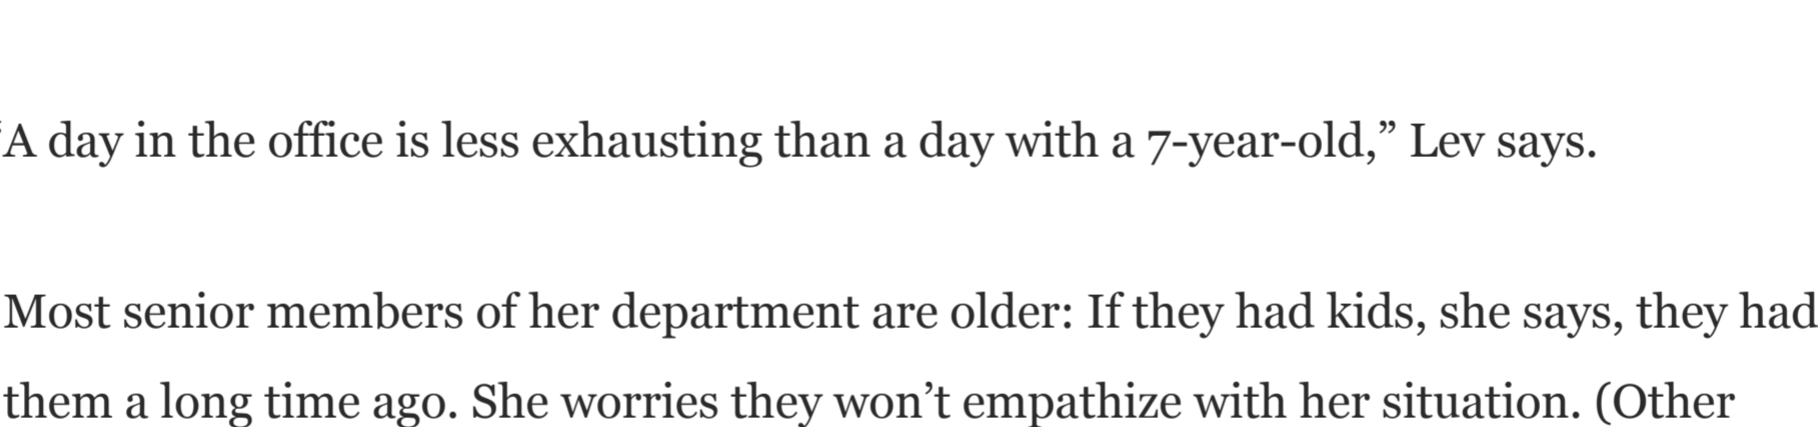 “A day in the office is less exhausting than a day with a 7-year-old,” Lev says.
Most senior members of her department are older: If they had kids, she says, they had
them a long time ago. She worries they won’t empathize with her situation. (Other